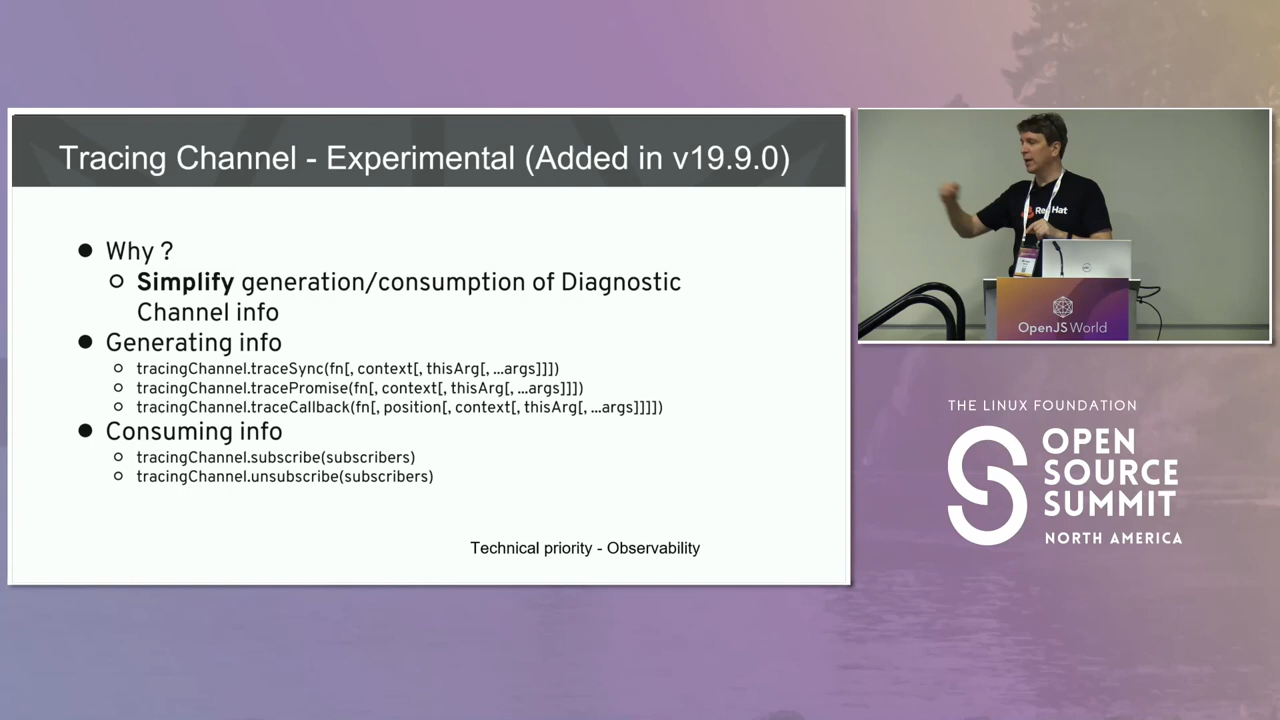 Tracing Channel - Experimental (Added in v19.9.0)
● Why ?
○ Simplify generation/consumption of Diagnostic
Channel info
● Generating info
○ tracingChannel.traceSync(fn[, context[, thisArg[, ...args]]])
○ tracingChannel.tracePromise(fn[, context[, thisArg[, ...args]]])
○ tracingChannel.traceCallback(fn[, position[, context[, thisArg[, ...args]]]])
● Consuming info
○ tracingChannel.subscribe(subscribers)
○ tracingChannel.unsubscribe(subscribers)
Technical priority - Observability
Red Hat
OpenJS World
THE LINUX FOUNDATION
OPEN
SOURCE
SUMMIT
NORTH AMERICA